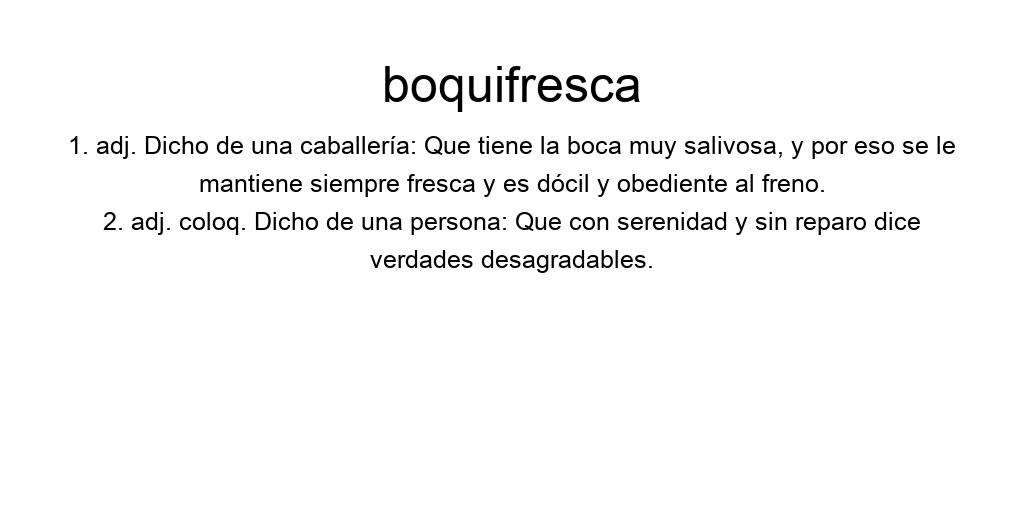 boquifresca
1. adj. Dicho de una caballería: Que tiene la boca muy salivosa, y por eso se le
mantiene siempre fresca y es dócil y obediente al freno.
2. adj. coloq. Dicho de una persona: Que con serenidad y sin reparo dice
verdades desagradables.